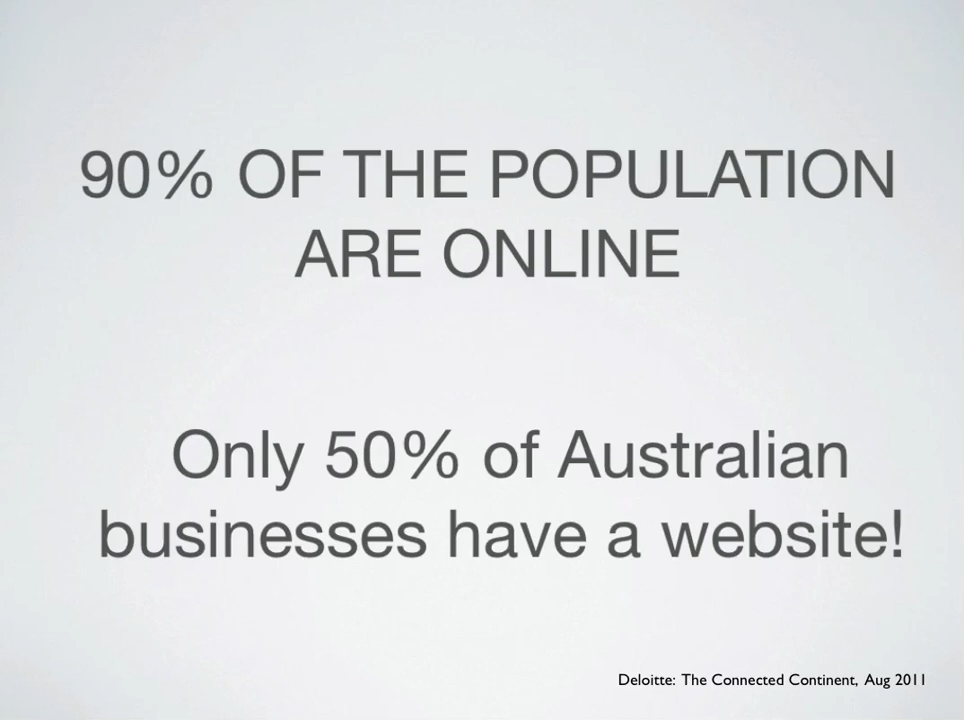 90% OF THE POPULATION
ARE ONLINE
Only 50% of Australian
businesses have a website!
Deloitte: The Connected Continent, Aug 2011